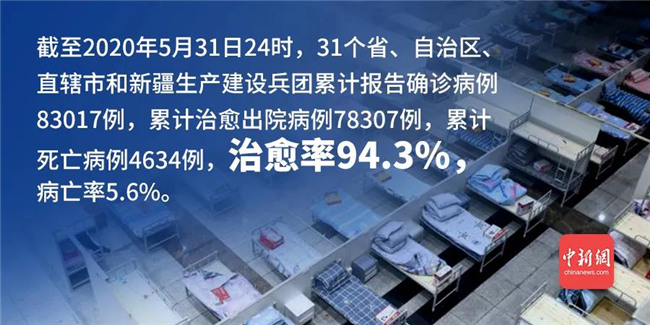 截至2020年5月31日24时，31个省、自治区、
直辖市和新疆生产建设兵团累计报告确诊病例
83017例，累计治愈出院病例78307例，累计
死亡病例4634例，治愈率94.3%，
病亡率5.6%。
中新網
chinanews.com